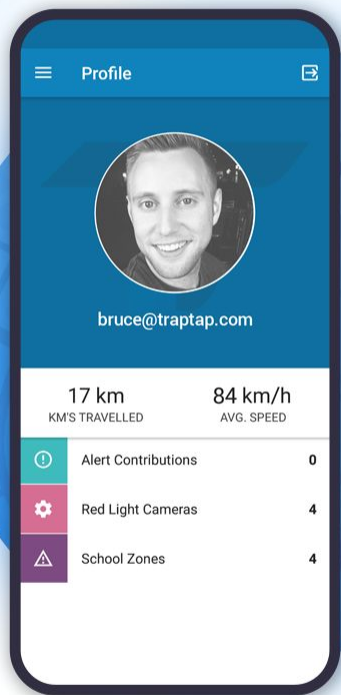 Profile
bruce@traptap.com
17 km 84 km/h
KM'S TRAVELLED AVG. SPEED
Alert Contributions 0
Red Light Cameras 4
School Zones 4